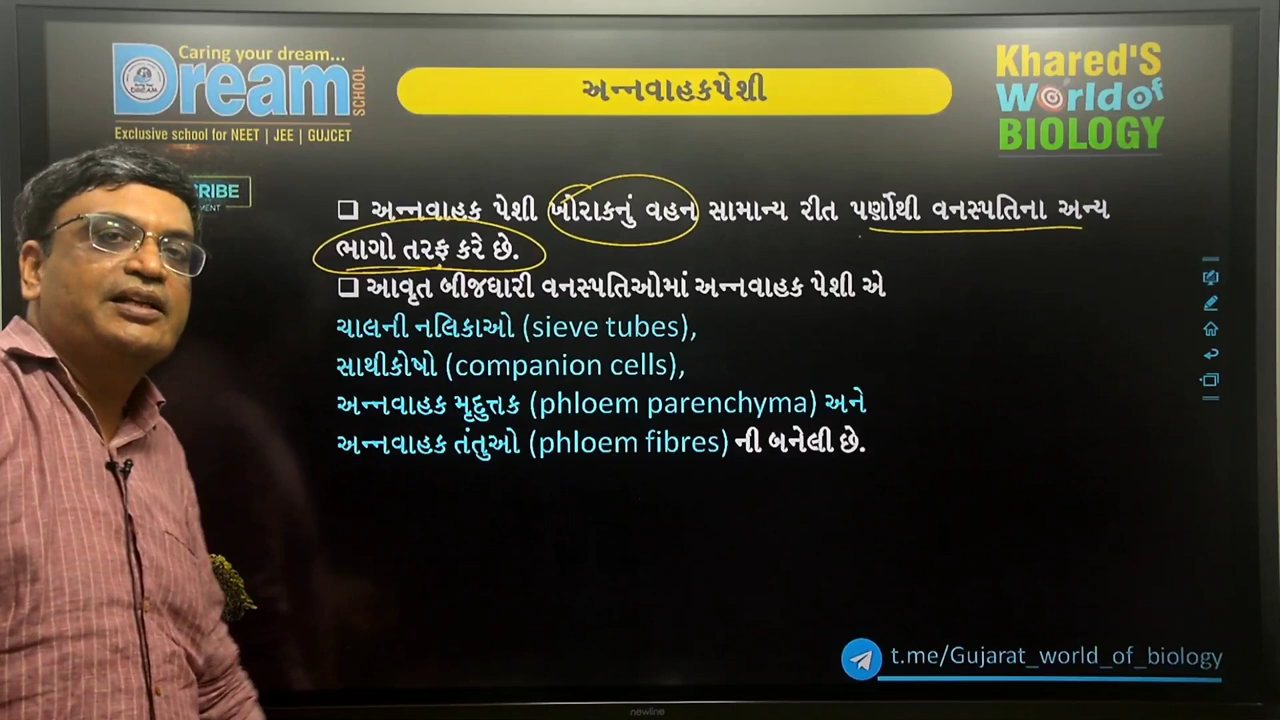 Caring your dream...
Dream SCHOOL
Exclusive school for NEET | JEE | GUJCET
અન્નવાહકપેશી
Khared'S
World of
BIOLOGY
❑ અન્નવાહક પેશી ખોરાકનું વહન સામાન્ય રીત પર્ણોથી વનસ્પતિના અન્ય
ભાગો તરફ કરે છે.
❑ આવૃત બીજધારી વનસ્પતિઓમાં અન્નવાહક પેશી એ
ચાલની નલિકાઓ (sieve tubes),
સાથીકોષો (companion cells),
અન્નવાહક મૃદુત્તક (phloem parenchyma) અને
અન્નવાહક તંતુઓ (phloem fibres) ની બનેલી છે.
t.me/Gujarat_world_of_biology
newline